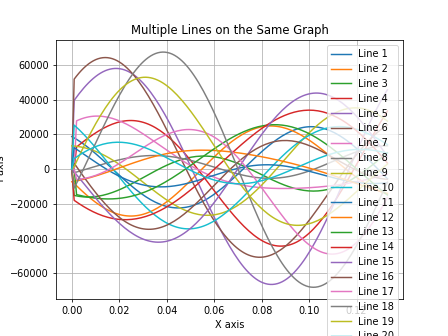 Multiple Lines on the Same Graph
60000
40000
20000
0
−20000
−40000
−60000
0.00
0.02
0.04
0.06
0.08
0.10
X axis
axis
Line 1
Line 2
Line 3
Line 4
Line 5
Line 6
Line 7
Line 8
Line 9
Line 10
Line 11
Line 12
Line 13
Line 14
Line 15
Line 16
Line 17
Line 18
Line 19
Line 20